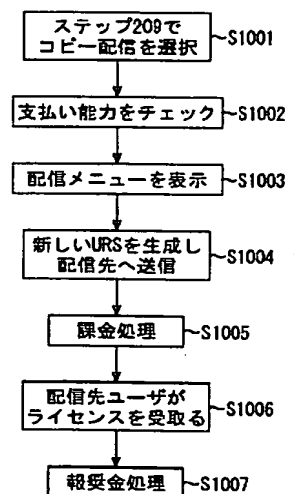 ステップ209で
コピー配信を選択
~S1001
支払い能力をチェック ~S1002
配信メニューを表示 ~S1003
新しいURSを生成し
配信先へ送信
~S1004
課金処理 ~S1005
配信先ユーザが
ライセンスを受取る
~S1006
報奨金処理 ~S1007